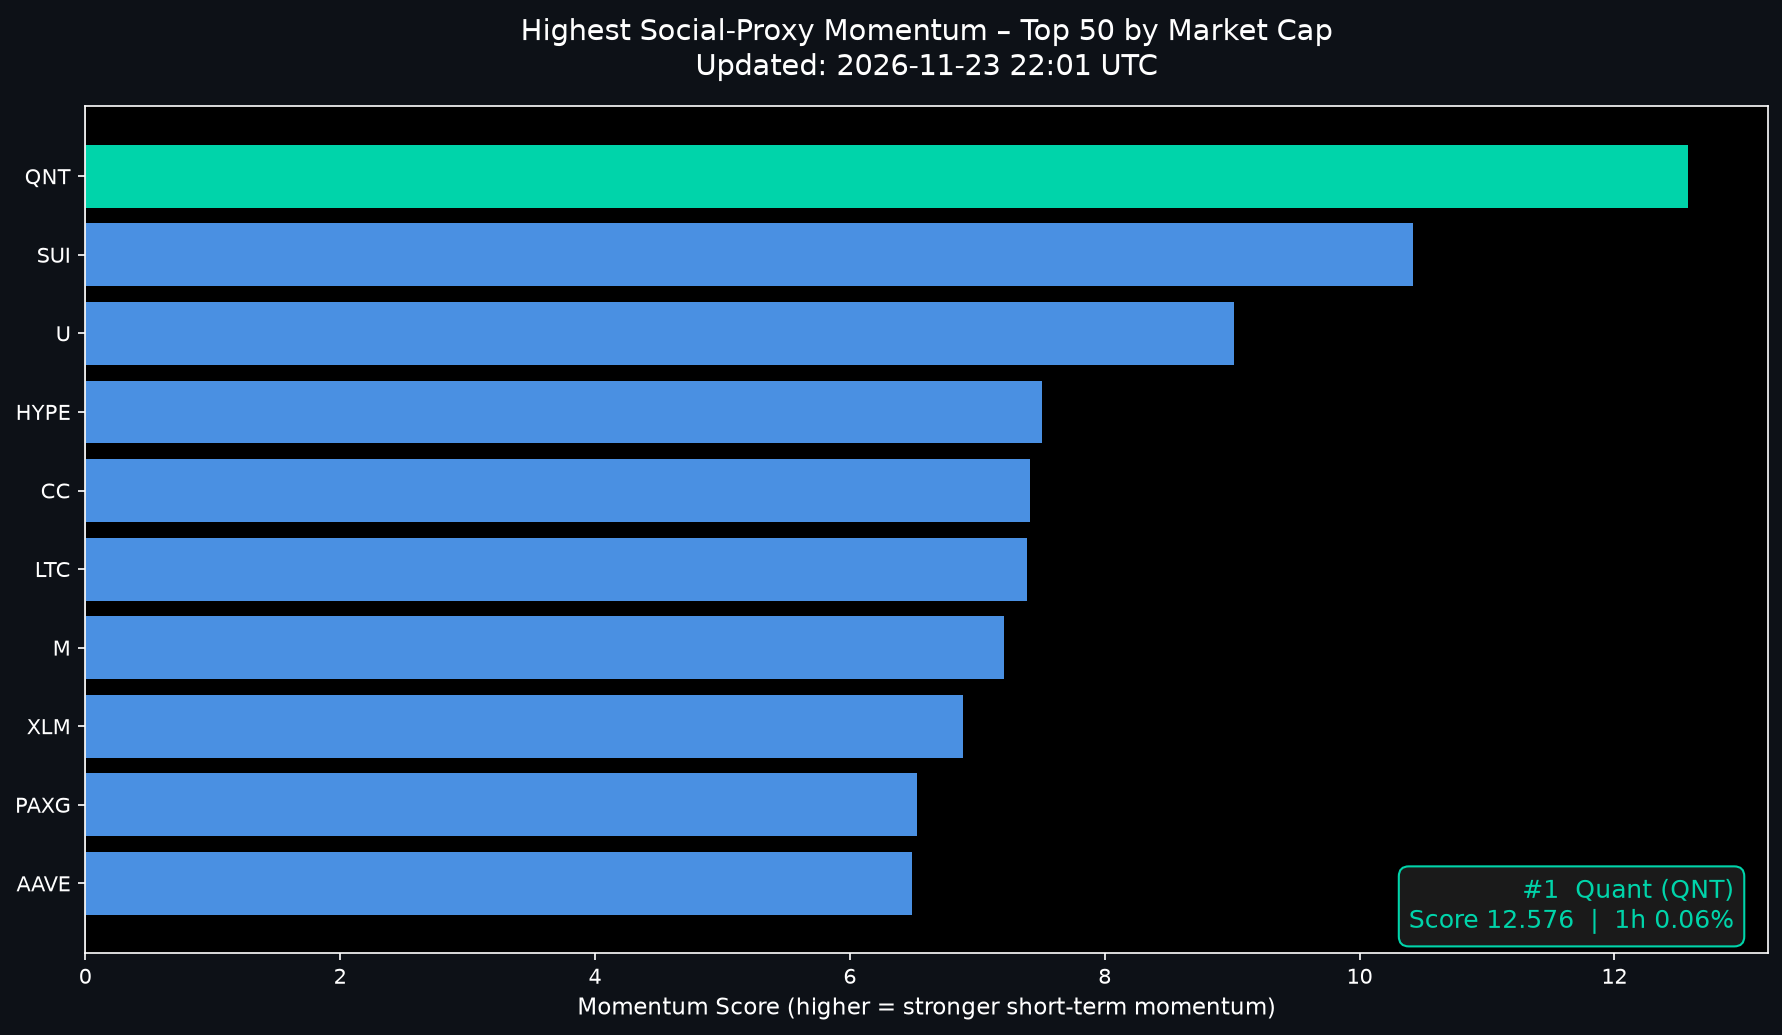 Highest Social-Proxy Momentum – Top 50 by Market Cap
Updated: 2026-11-23 22:01 UTC
QNT
SUI
U
HYPE
CC
LTC
M
XLM
PAXG
AAVE
#1  Quant (QNT)
Score 12.576  |  1h 0.06%
0 2 4 6 8 10 12
Momentum Score (higher = stronger short-term momentum)